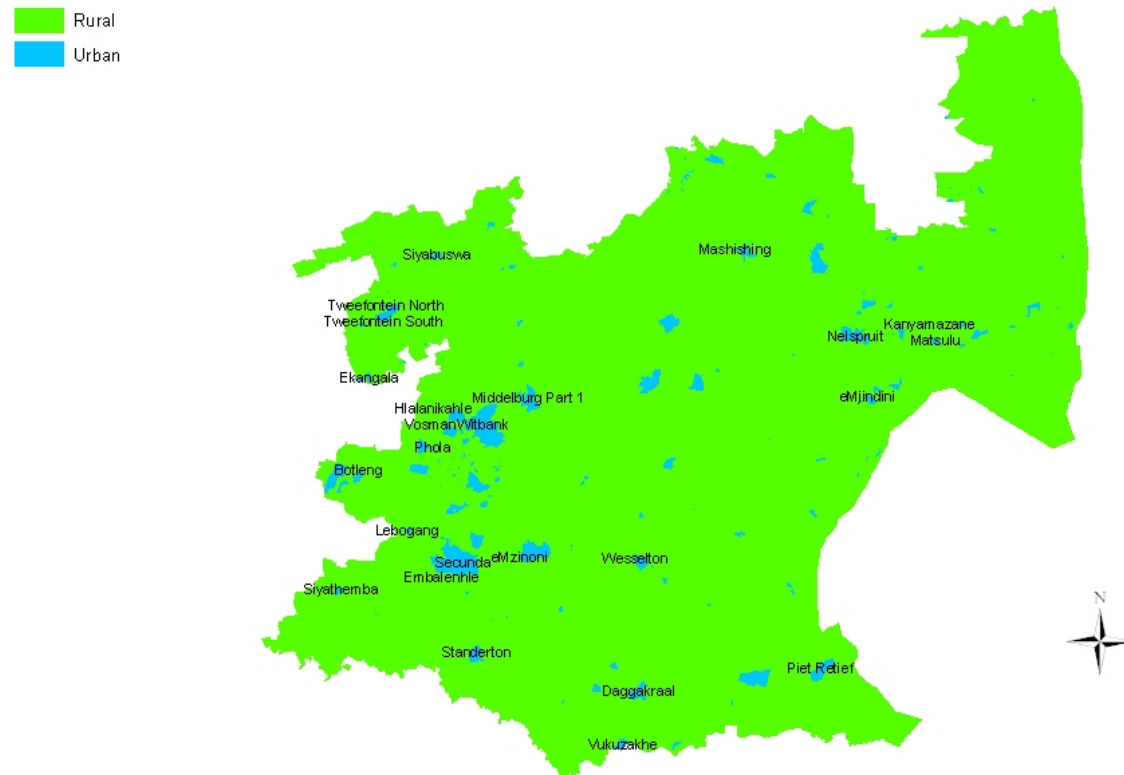 Rural
Urban
Mashishing
Siyabuswa
Tweefontein North
Tweefontein South
Kanyamazane
Nelspruit
Matsulu
Ekangala
eMjindini
Middelburg Part 1
Hlalanikahle
VosmanWitbank
Phola
Botleng
Lebogang
eMzinoni
Wesselton
Secunda
Embalenhle
Siyathemba
Standerton
Piet Retief
Daggakraal
Vukuzakhe
N